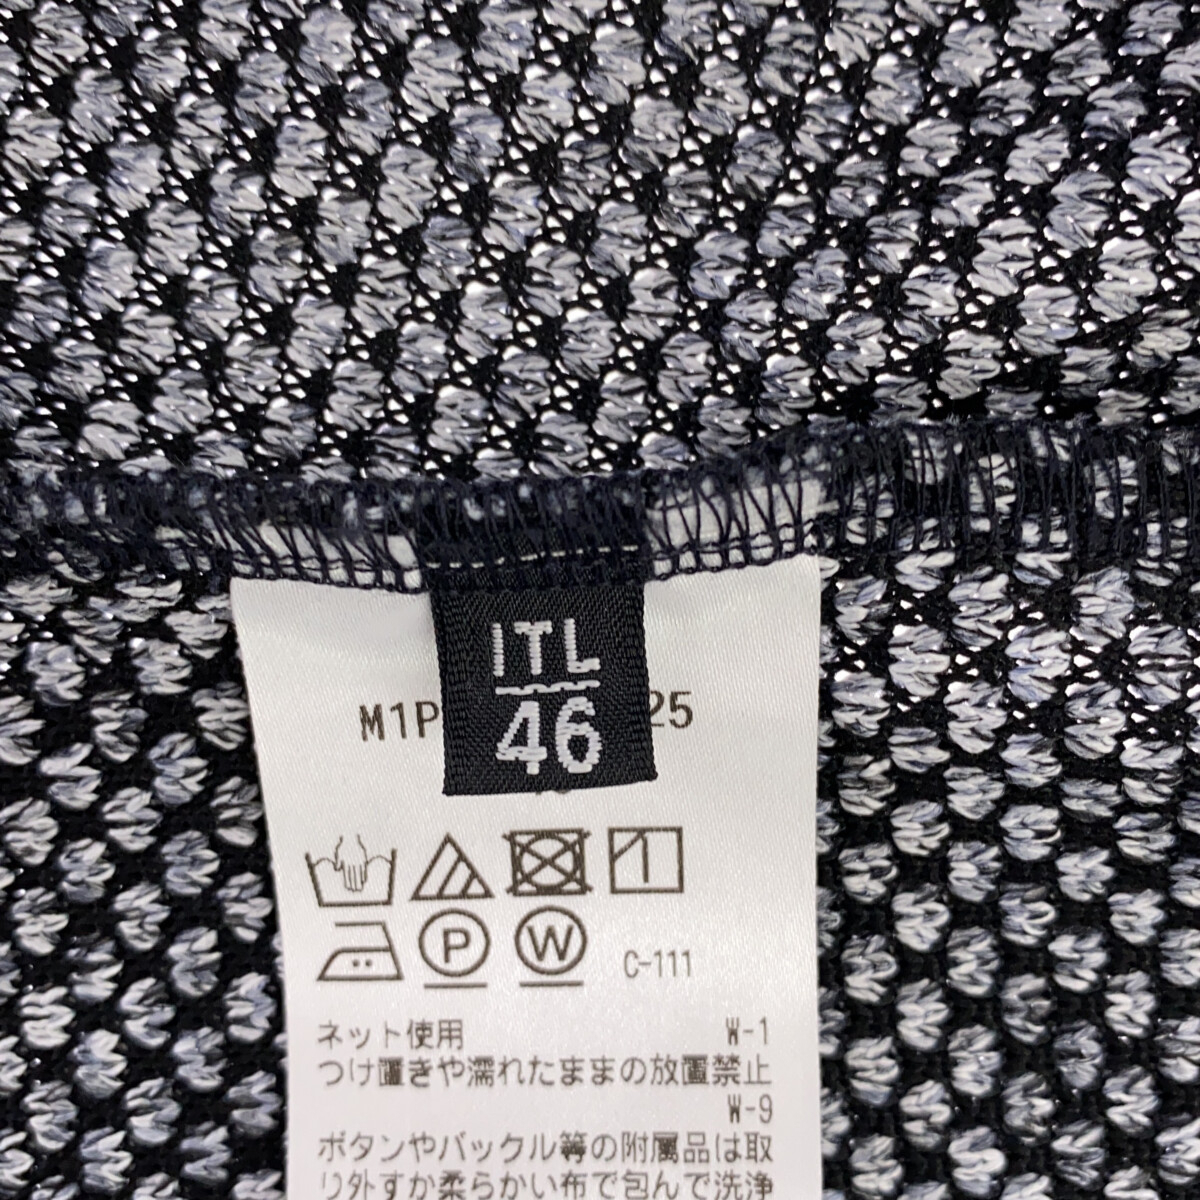 ITL
46
M1P 25
P W C-111
ネット使用 W-1
つけ置きや濡れたままの放置禁止
W-9
ボタンやバックル等の附属品は取
り外すか柔らかい布で包んで洗浄